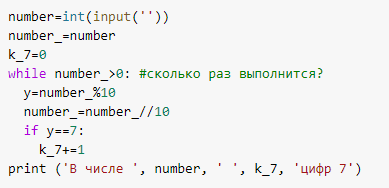 number=int(input(''))
number_=number
k_7=0
while number_>0: #сколько раз выполнится?
  y=number_%10
  number_=number_//10
  if y==7:
    k_7+=1
print ('В числе ', number, ' ', k_7, 'цифр 7')